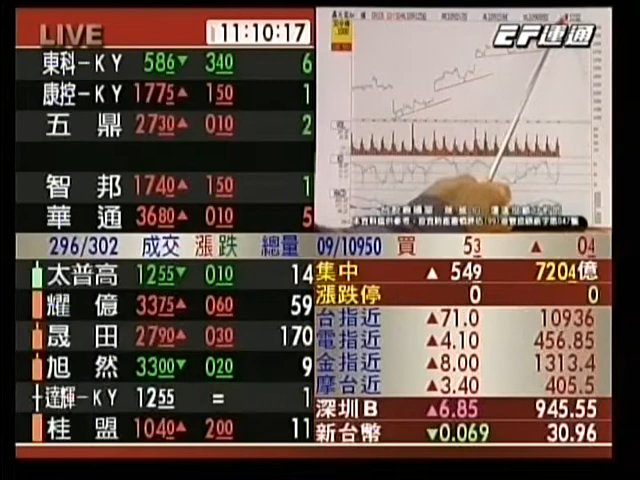 LIVE 11:10:17
EF連通
東科-KY 586▼ 340 6
康控-KY 1775▲ 150 1
五鼎 2730▲ 010 2
智邦 1740▲ 150 1
華通 3680▲ 010 5
296/302 成交 漲跌 總量 09/10950 買 53 ▲ 04
太普高 1255▼ 010 14
耀億 3375▲ 060 59
晟田 2790▲ 030 170
旭然 3300▼ 020 9
達輝-KY 1255 = 1
桂盟 1040▲ 200 11
集中 ▲ 549 7204億
漲跌停 0 0
台指近 ▲71.0 10936
電指近 ▲4.10 456.85
金指近 ▲8.00 1313.4
摩台近 ▲3.40 405.5
深圳B ▲6.85 945.55
新台幣 ▼0.069 30.96